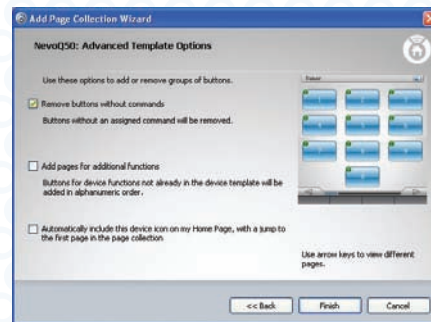 Add Page Collection Wizard
NevoQ50: Advanced Template Options
Use these options to add or remove groups of buttons.
Remove buttons without commands
Buttons without an assigned command will be removed.
Add pages for additional functions
Buttons for device functions not already in the device template will be
added in alphanumeric order.
Automatically include this device icon on my Home Page, with a jump to
the first page in the page collection
Use arrow keys to view different
pages.
<< Back
Finish
Cancel